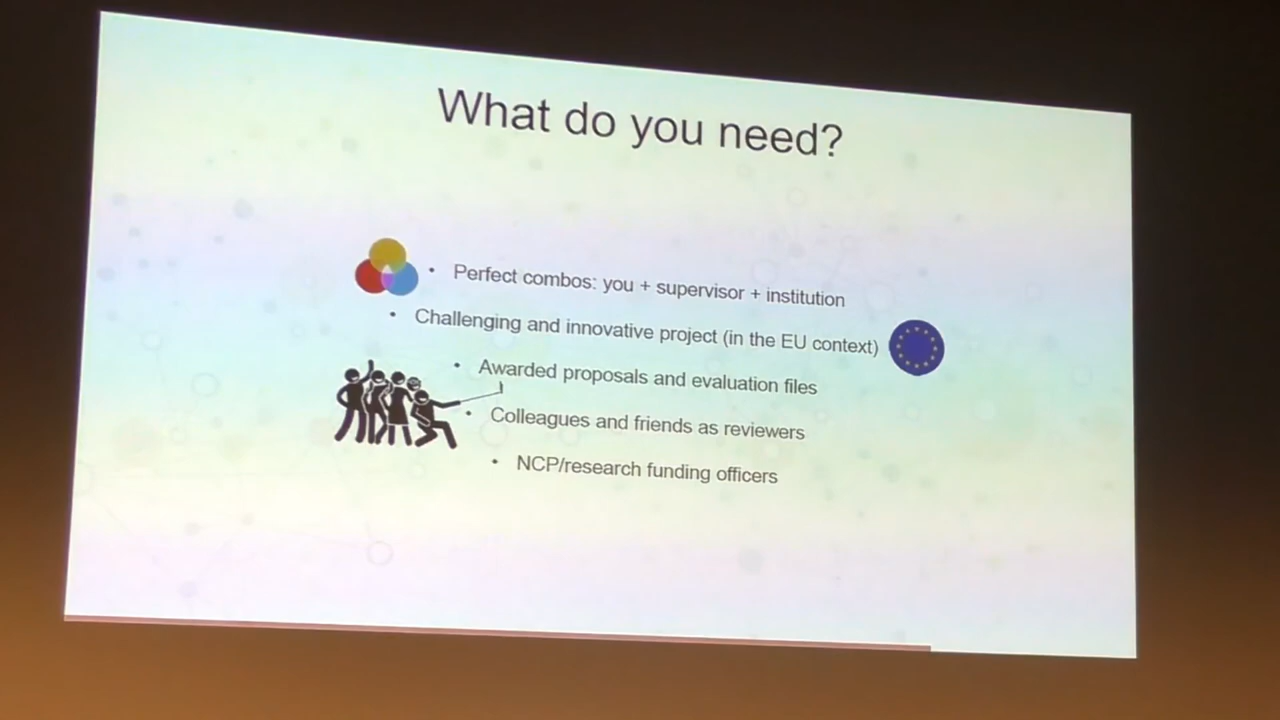 What do you need?
• Perfect combos: you + supervisor + institution
• Challenging and innovative project (in the EU context)
• Awarded proposals and evaluation files
• Colleagues and friends as reviewers
• NCP/research funding officers